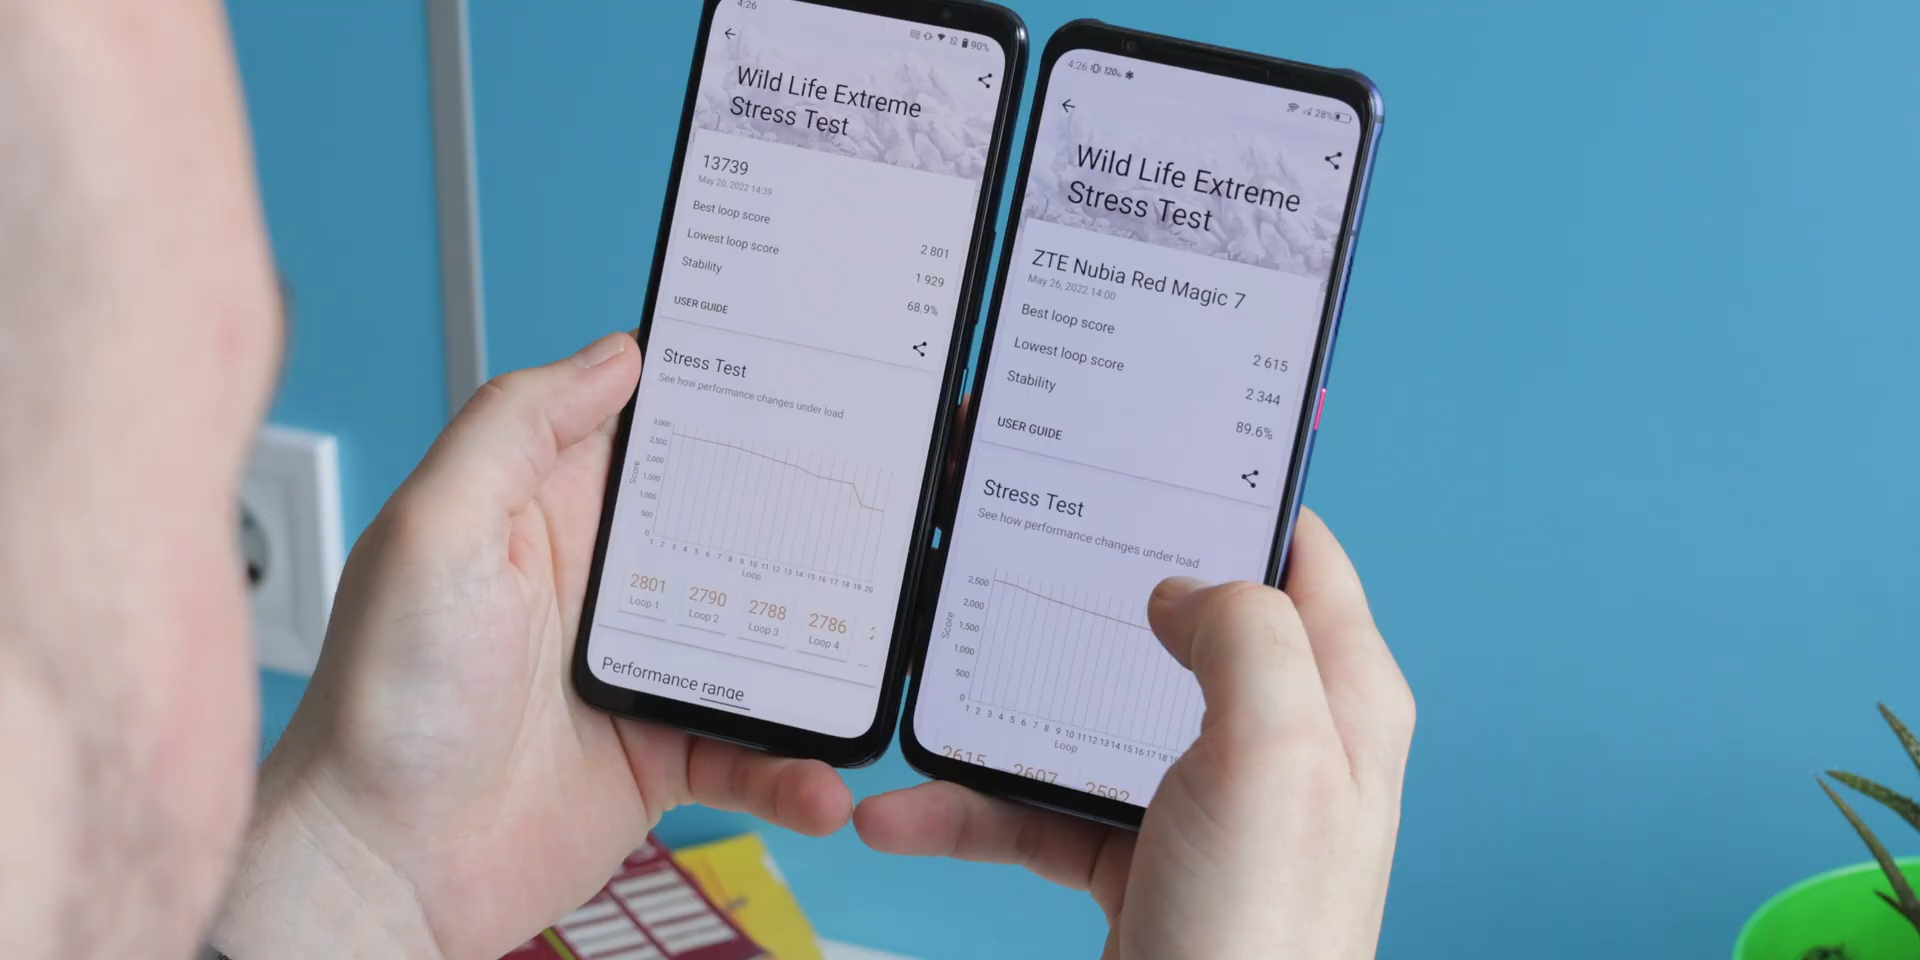 4:26
90%
Wild Life Extreme
Stress Test
13739
May 20, 2022 14:39
Best loop score
2 801
Lowest loop score
1 929
Stability
68.9%
USER GUIDE
Stress Test
See how performance changes under load
3,000
2,500
2,000
1,500
1,000
500
0
Score
1 2 3 4 5 6 7 8 9 10 11 12 13 14 15 16 17 18 19 20
Loop
2801 2790 2788 2786
Loop 1 Loop 2 Loop 3 Loop 4
Performance range
4:26 120
28%
Wild Life Extreme
Stress Test
ZTE Nubia Red Magic 7
May 26, 2022 14:00
Best loop score
2 615
Lowest loop score
2 344
Stability
89.6%
USER GUIDE
Stress Test
See how performance changes under load
2,500
2,000
1,500
1,000
500
0
Score
1 2 3 4 5 6 7 8 9 10 11 12 13 14 15 16 17 18
Loop
2615 2607 2592